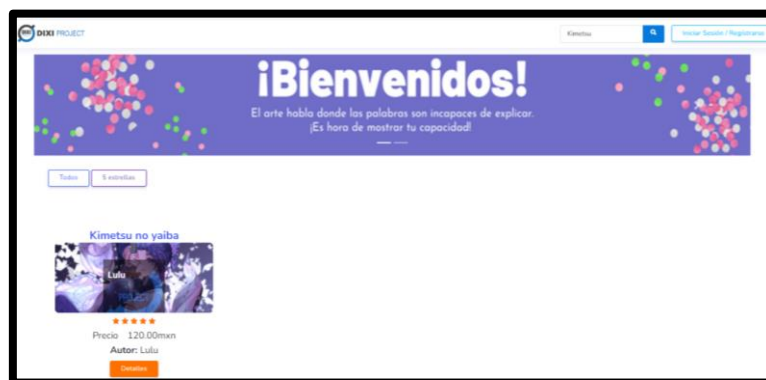 DIXI PROJECT
Kimetsu
Iniciar Sesión / Registrarse
¡Bienvenidos!
El arte habla donde las palabras son incapaces de explicar.
¡Es hora de mostrar tu capacidad!
Todos
5 estrellas
Kimetsu no yaiba
Lulu
PROJECT
Precio 120.00mxn
Autor: Lulu
Detalles